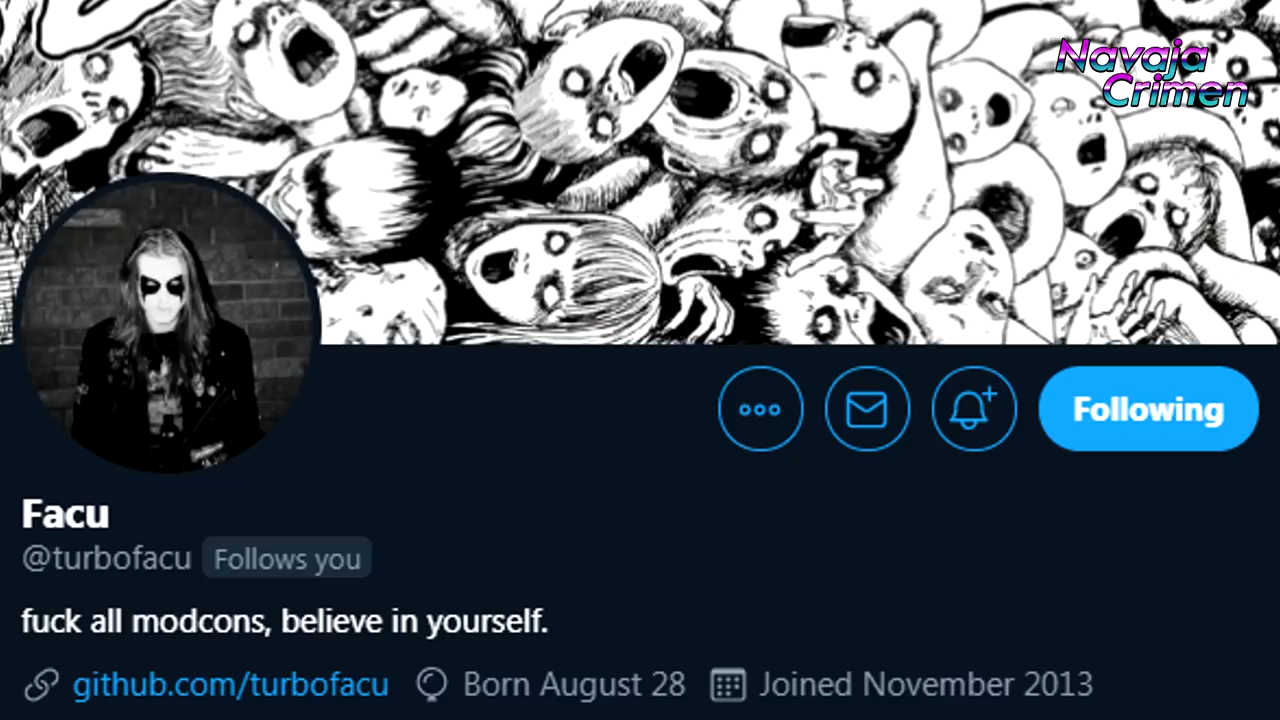 Navaja
Crimen
Following
Facu
@turbofacu Follows you
fuck all modcons, believe in yourself.
github.com/turbofacu Born August 28 Joined November 2013